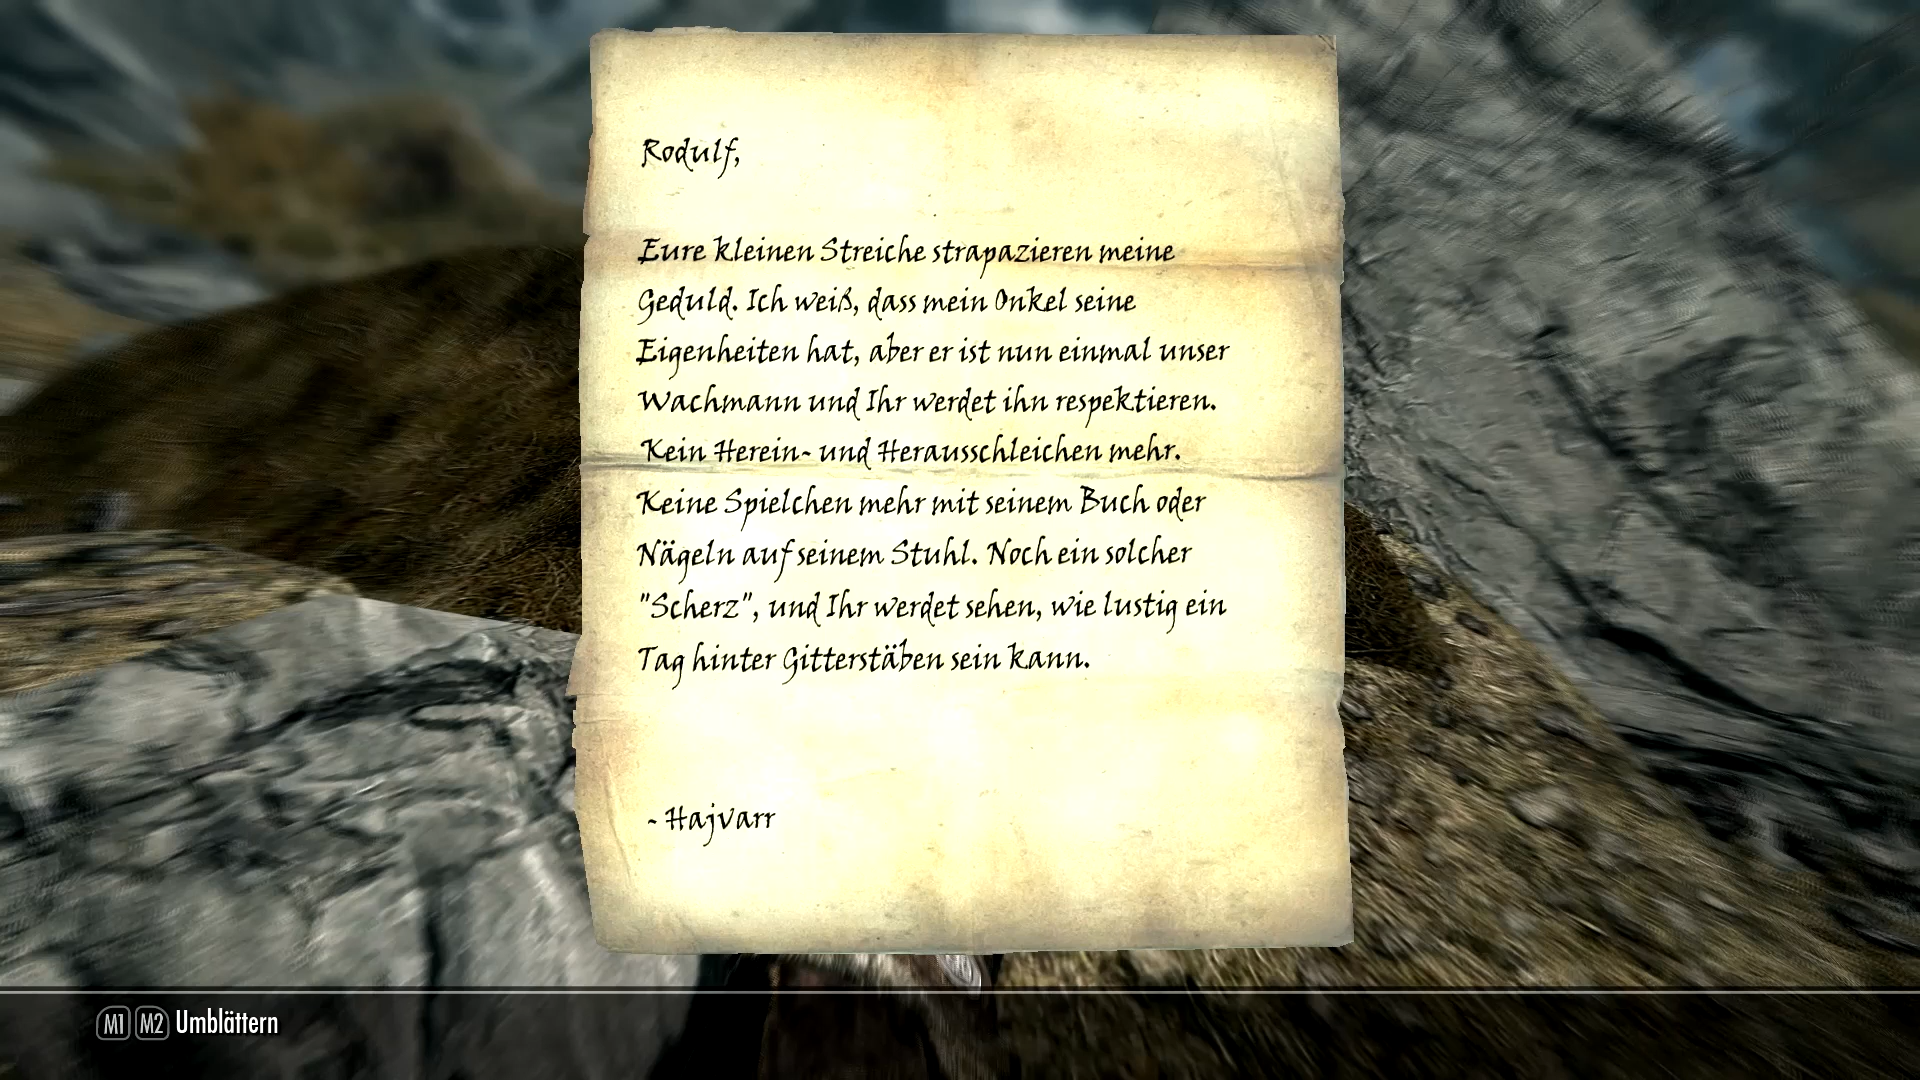 Rodulf,
Eure kleinen Streiche strapazieren meine
Geduld. Ich weiß, dass mein Onkel seine
Eigenheiten hat, aber er ist nun einmal unser
Wachmann und Ihr werdet ihn respektieren.
Kein Herein- und Herausschleichen mehr.
Keine Spielchen mehr mit seinem Buch oder
Nägeln auf seinem Stuhl. Noch ein solcher
"Scherz", und Ihr werdet sehen, wie lustig ein
Tag hinter Gitterstäben sein kann.
- Hajvarr
M1 M2 Umblättern